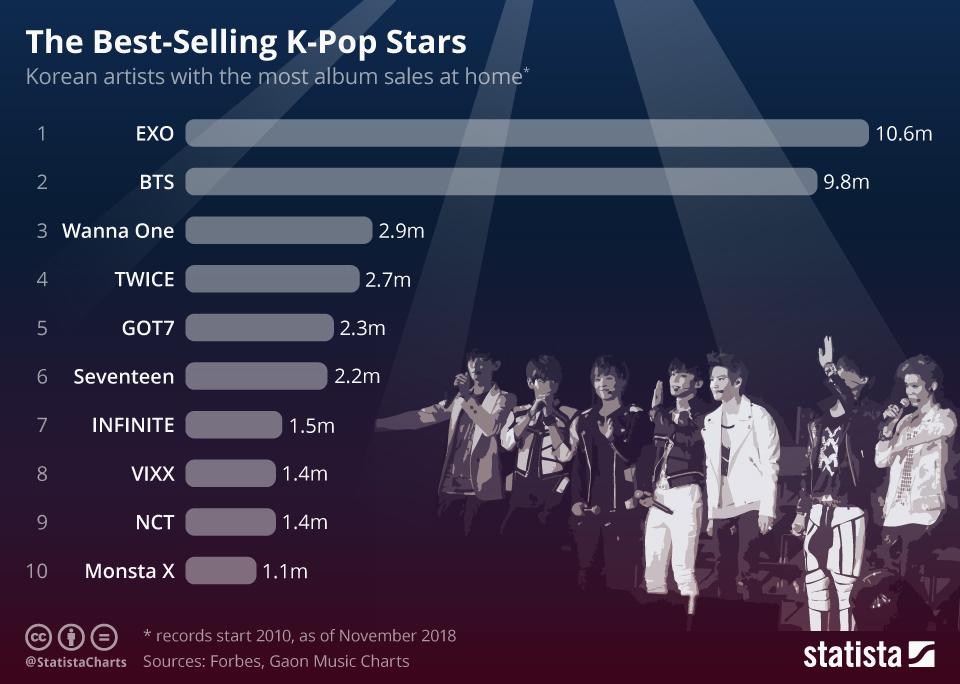 The Best-Selling K-Pop Stars
Korean artists with the most album sales at home*
1 EXO 10.6m
2 BTS 9.8m
3 Wanna One 2.9m
4 TWICE 2.7m
5 GOT7 2.3m
6 Seventeen 2.2m
7 INFINITE 1.5m
8 VIXX 1.4m
9 NCT 1.4m
10 Monsta X 1.1m
cc
* records start 2010, as of November 2018
@StatistaCharts Sources: Forbes, Gaon Music Charts
statista